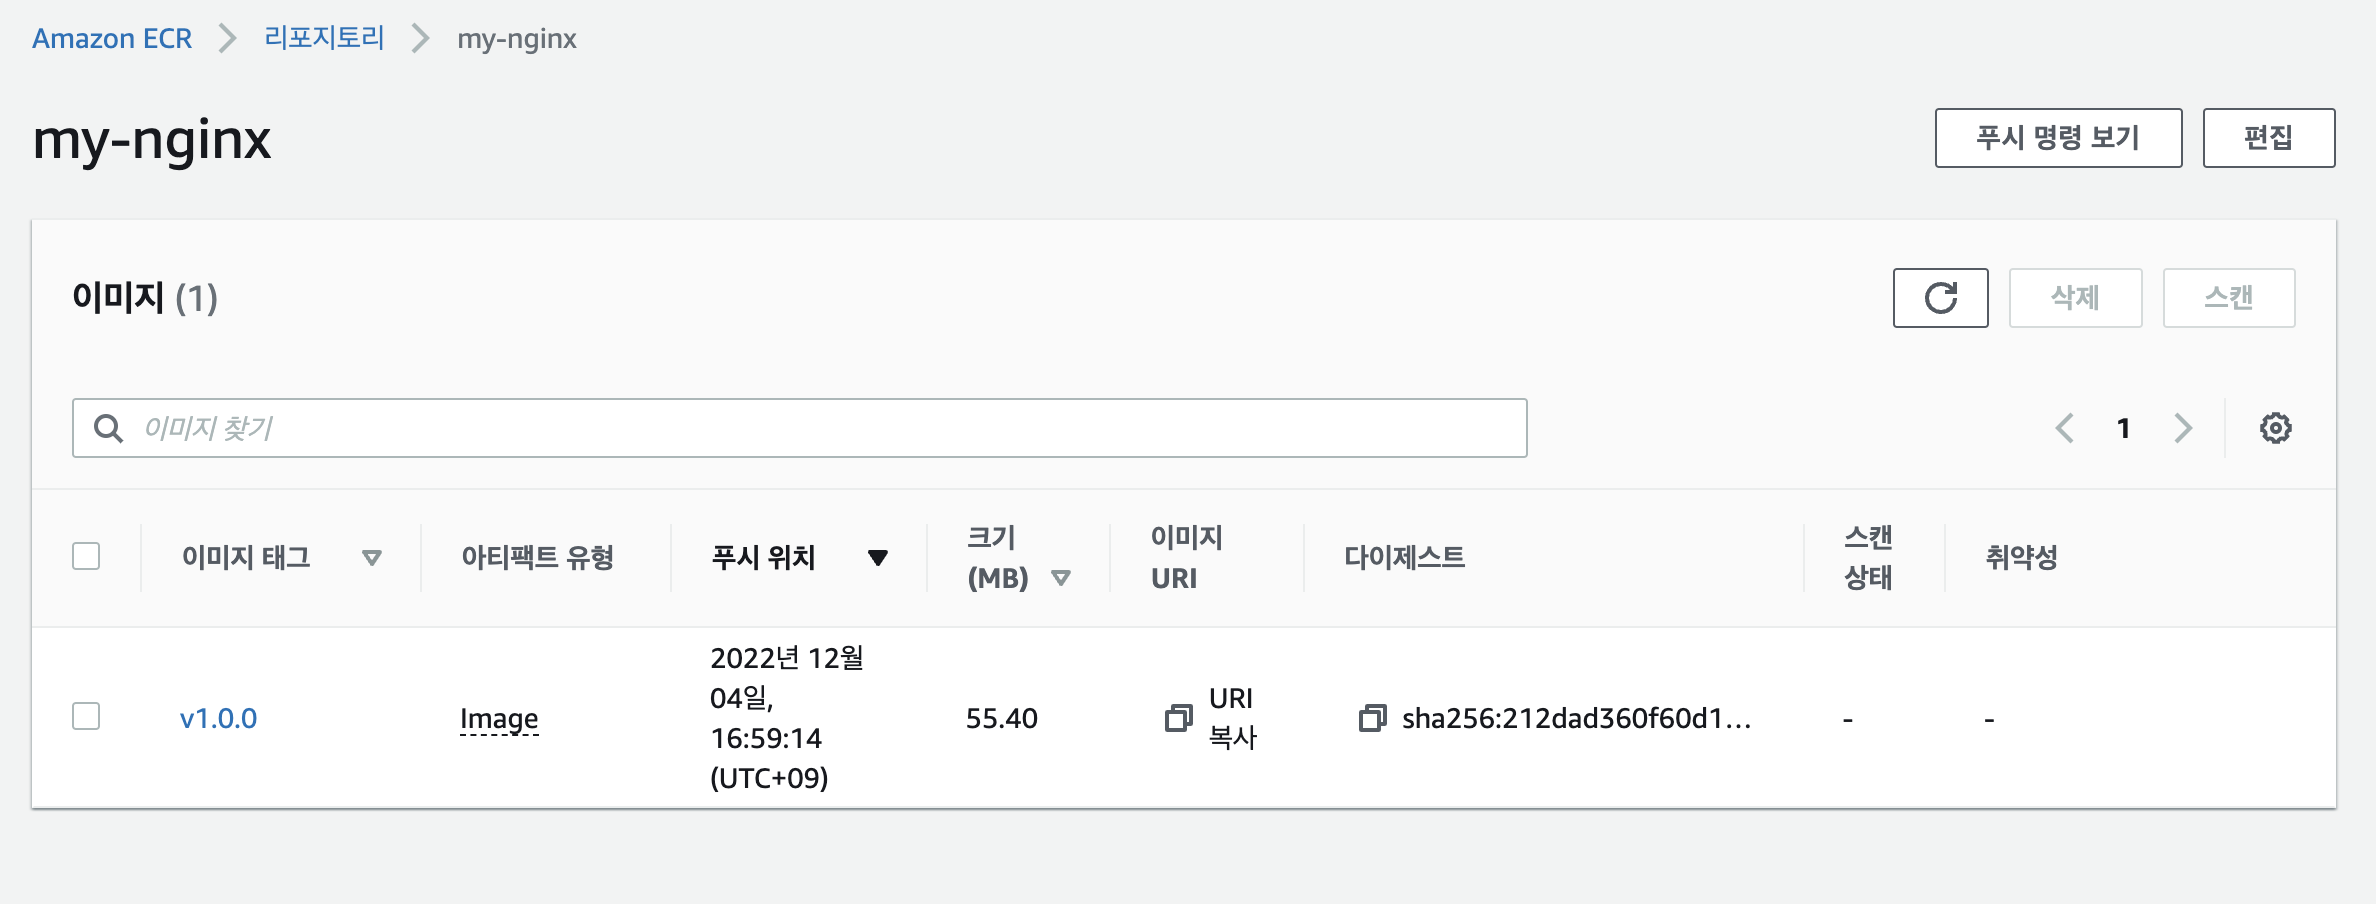 Amazon ECR 리포지토리 my-nginx
my-nginx
푸시 명령 보기 편집
이미지 (1)
삭제 스캔
이미지 찾기
1
이미지 태그 아티팩트 유형 푸시 위치 크기 (MB) 이미지 URI 다이제스트 스캔 상태 취약성
v1.0.0 Image 2022년 12월 04일, 16:59:14 (UTC+09) 55.40 URI 복사 sha256:212dad360f60d1... - -